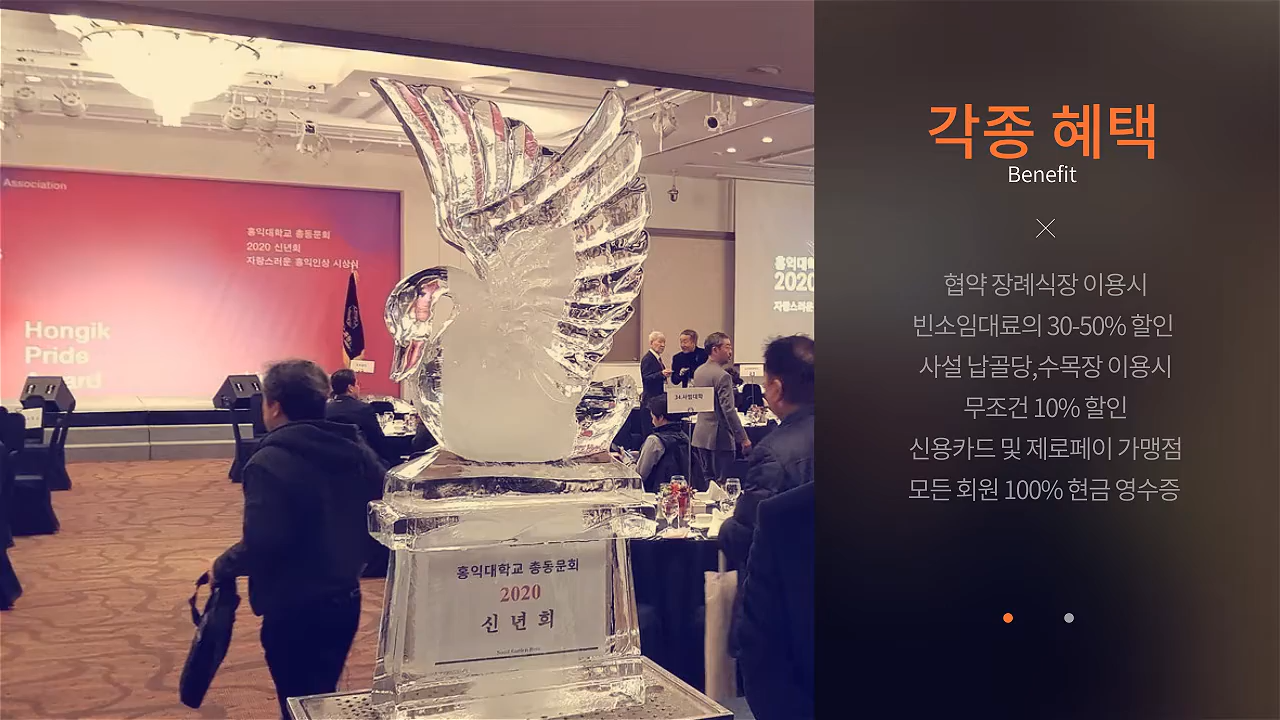 Association
홍익대학교 총동문회
2020 신년회
자랑스러운 홍익인상 시상식
Hongik
Pride
Award
2020
34.사범대학
홍익대학교 총동문회
2020
신년회
각종 혜택
Benefit
협약 장례식장 이용시
빈소임대료의 30-50% 할인
사설 납골당,수목장 이용시
무조건 10% 할인
신용카드 및 제로페이 가맹점
모든 회원 100% 현금 영수증